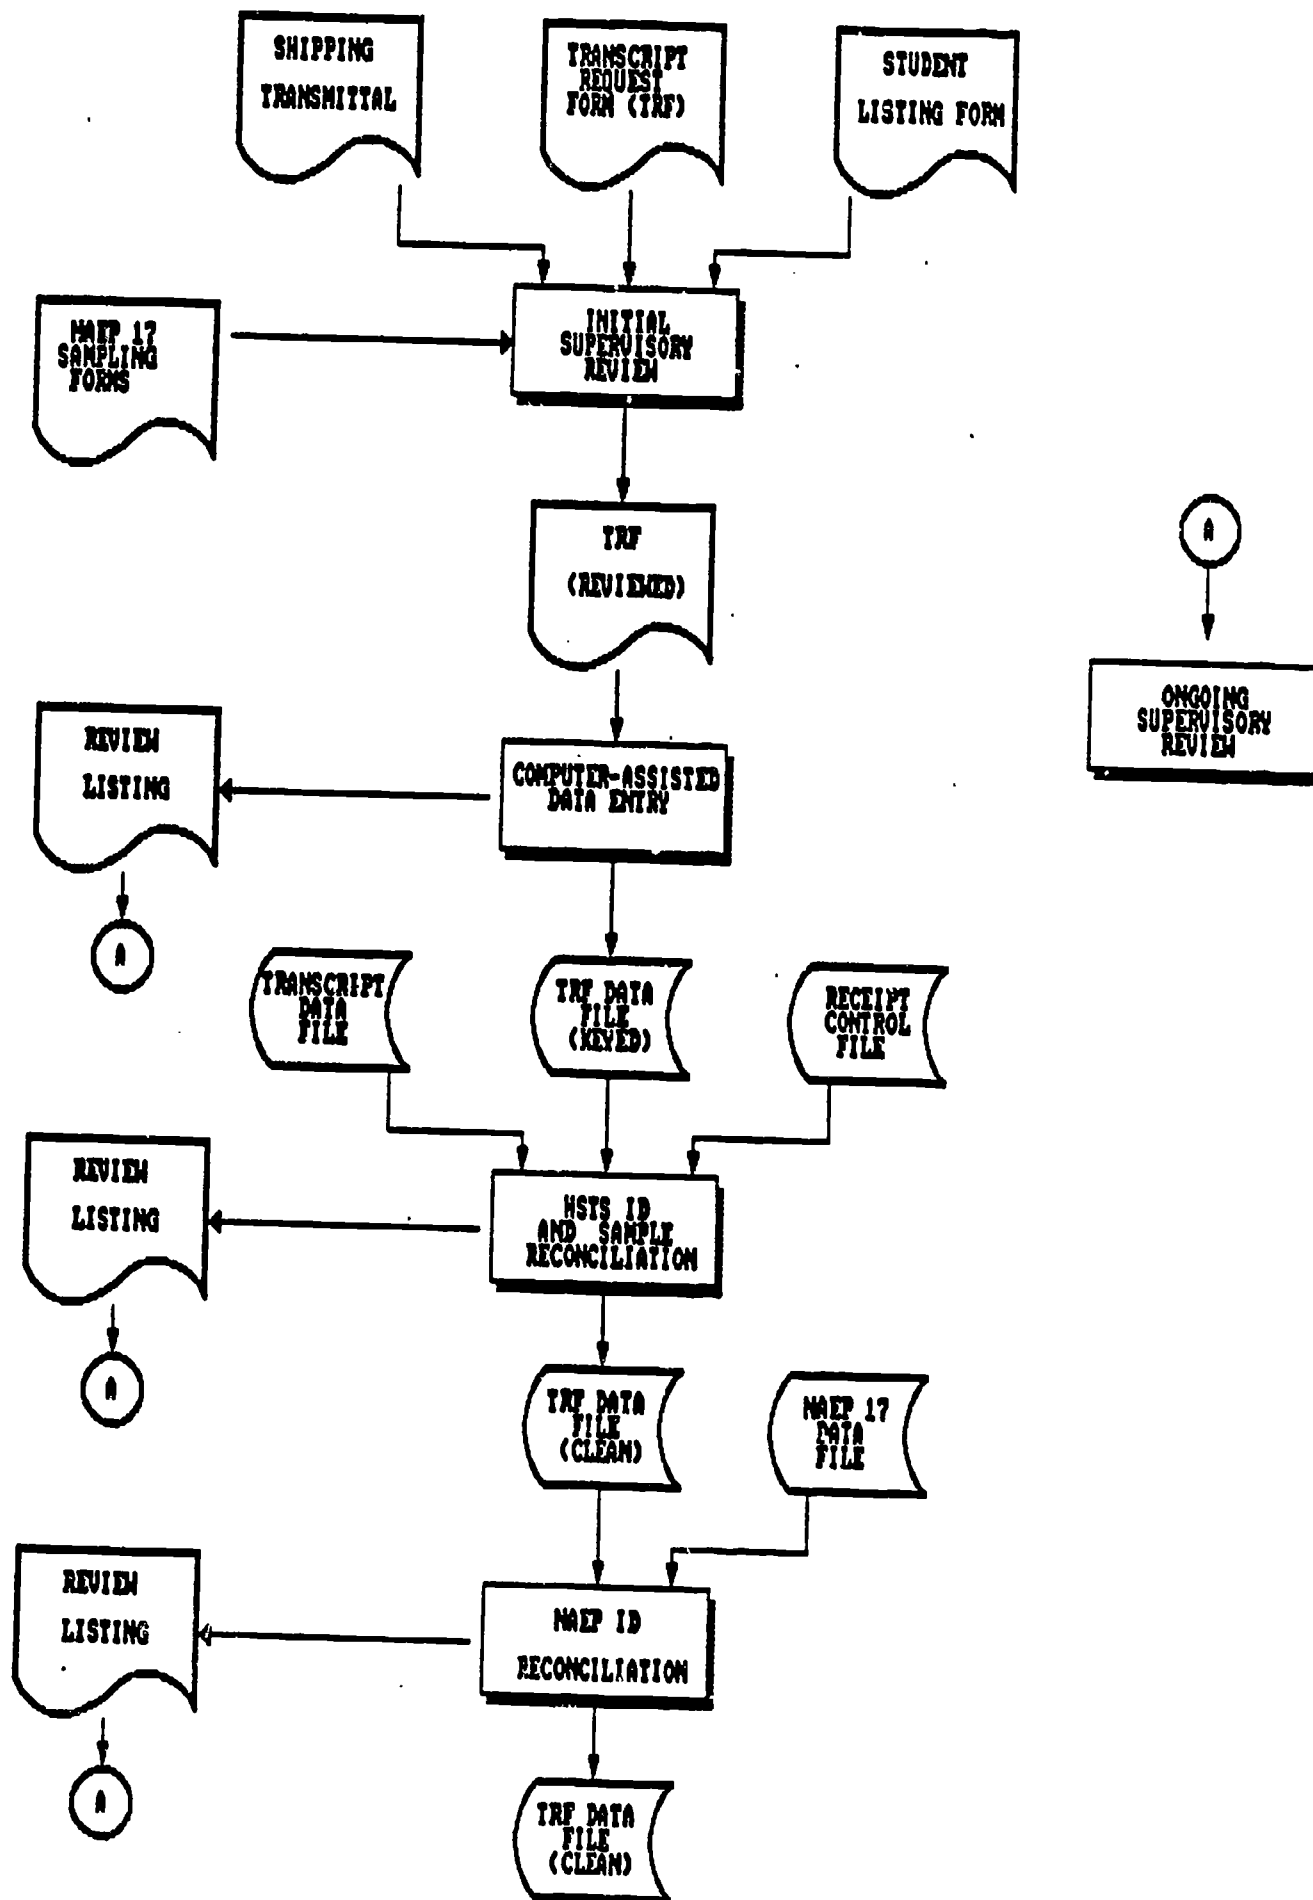 SHIPPING
TRANSMITTAL
TRANSCRIPT
REQUEST
FORM (TRF)
STUDENT
LISTING FORM
NAEP 17
SAMPLING
FORMS
INITIAL
SUPERVISORY
REVIEW
TRF
(REVIEWED)
A
ONGOING
SUPERVISORY
REVIEW
REVIEW
LISTING
COMPUTER-ASSISTED
DATA ENTRY
A
TRANSCRIPT
DATA
FILE
TRF DATA
FILE
(KEYED)
RECEIPT
CONTROL
FILE
REVIEW
LISTING
HSTS ID
AND SAMPLE
RECONCILIATION
A
TRF DATA
FILE
(CLEAN)
NAEP 17
DATA
FILE
REVIEW
LISTING
NAEP ID
RECONCILIATION
A
TRF DATA
FILE
(CLEAN)